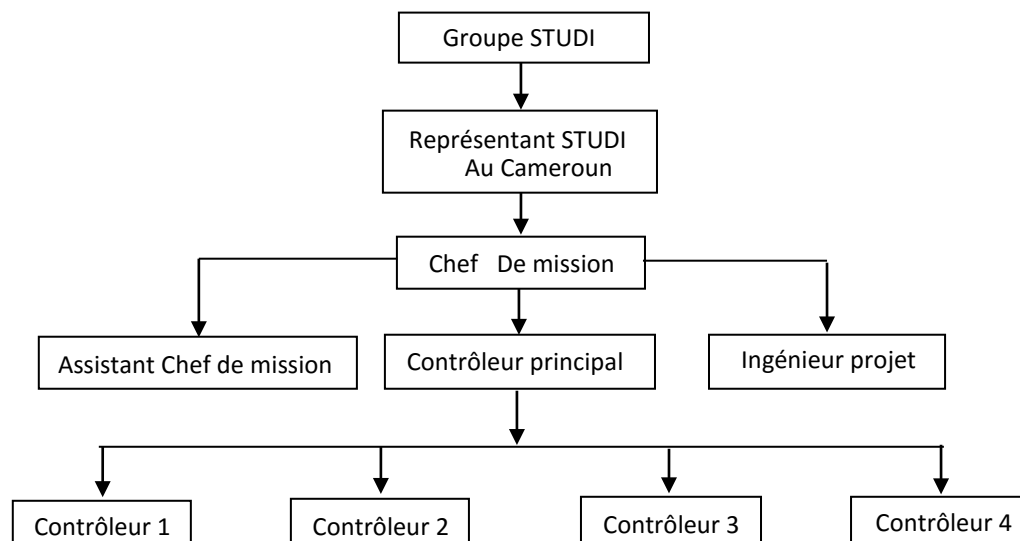 Groupe STUDI
Représentant STUDI
Au Cameroun
Chef De mission
Assistant Chef de mission
Contrôleur principal
Ingénieur projet
Contrôleur 1
Contrôleur 2
Contrôleur 3
Contrôleur 4